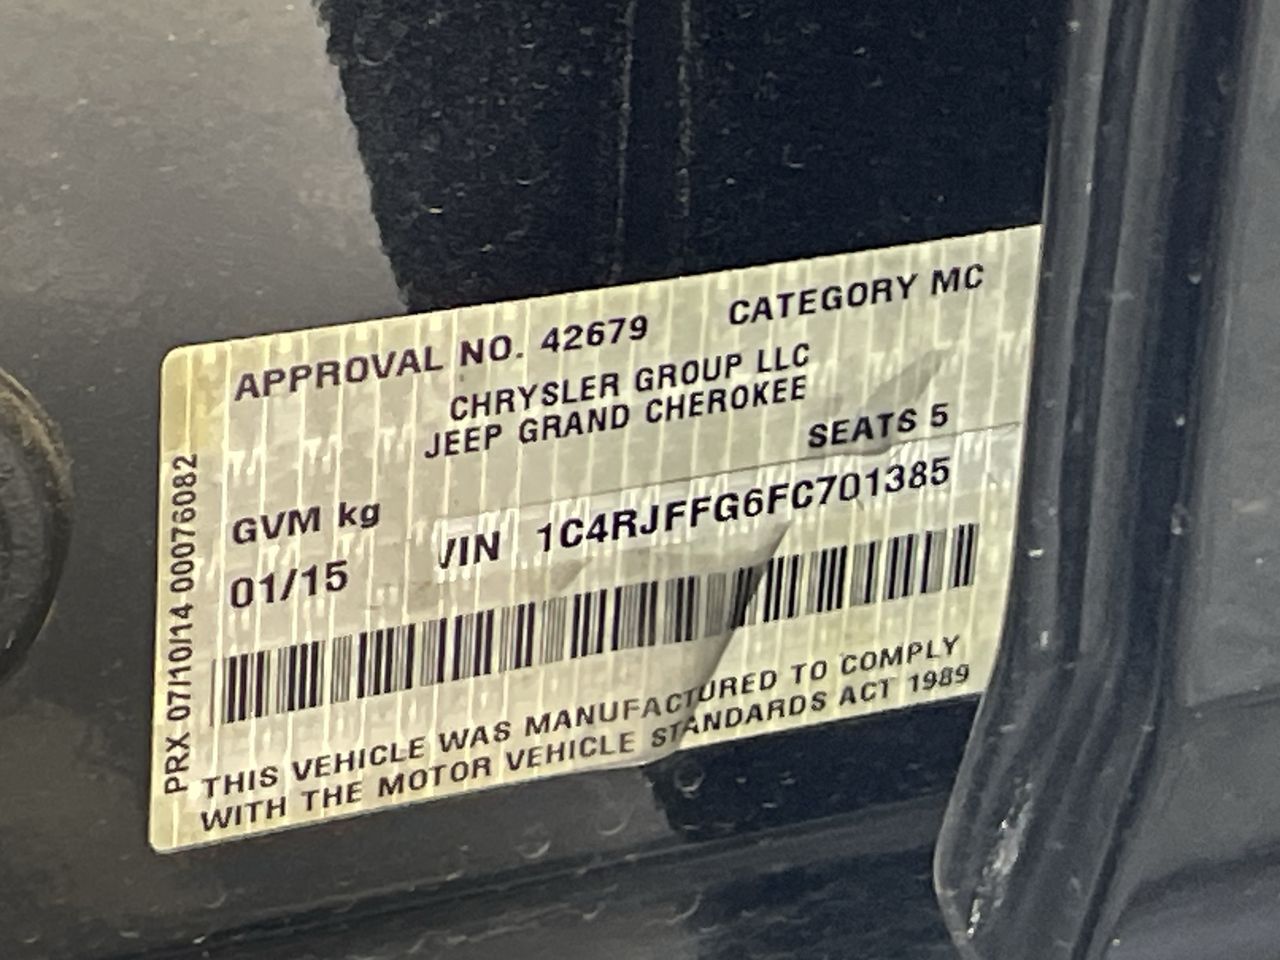 APPROVAL NO. 42679 CATEGORY MC
CHRYSLER GROUP LLC
JEEP GRAND CHEROKEE
SEATS 5
GVM kg
VIN 1C4RJFFG6FC701385
01/15
THIS VEHICLE WAS MANUFACTURED TO COMPLY
WITH THE MOTOR VEHICLE STANDARDS ACT 1989
PRX 07/10/14 00076082